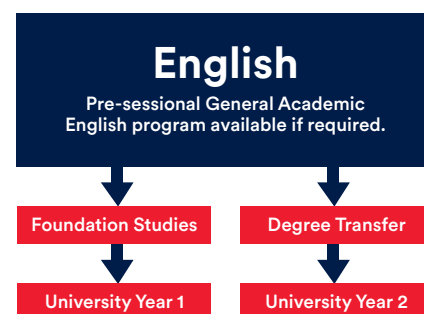 English
Pre-sessional General Academic
English program available if required.
Foundation Studies
Degree Transfer
University Year 1
University Year 2